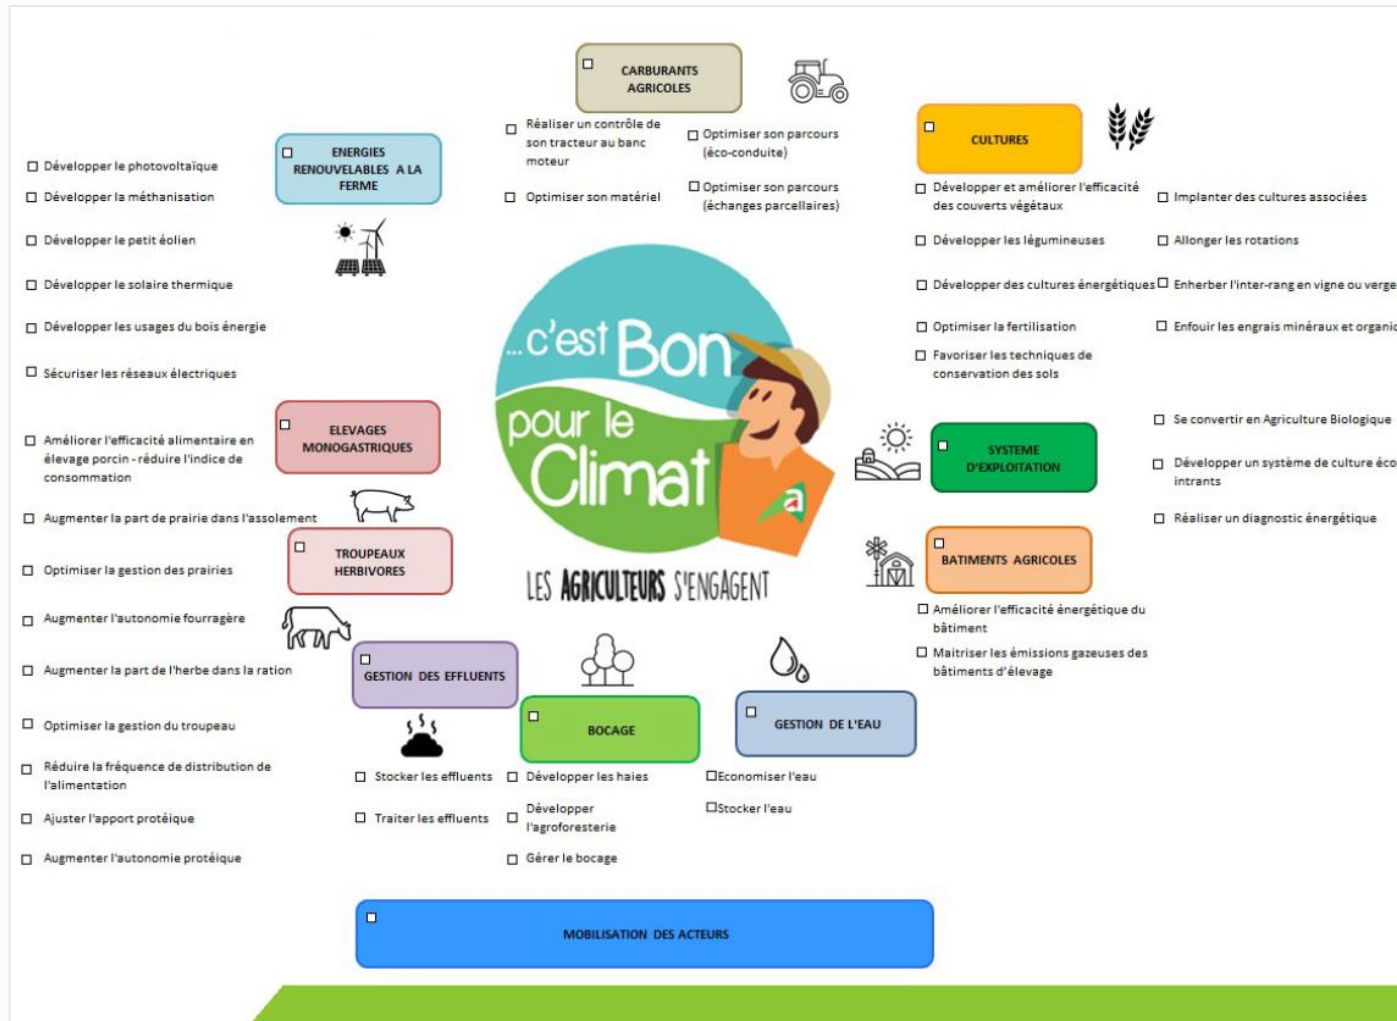 CARBURANTS
AGRICOLES
Réaliser un contrôle de
son tracteur au banc
moteur
Optimiser son matériel
Optimiser son parcours
(éco-conduite)
Optimiser son parcours
(échanges parcellaires)
ENERGIES
RENOUVELABLES A LA
FERME
Développer le photovoltaïque
Développer la méthanisation
Développer le petit éolien
Développer le solaire thermique
Développer les usages du bois énergie
Sécuriser les réseaux électriques
CULTURES
Développer et améliorer l'efficacité
des couverts végétaux
Développer les légumineuses
Développer des cultures énergétiques
Optimiser la fertilisation
Favoriser les techniques de
conservation des sols
Implanter des cultures associées
Allonger les rotations
Enherber l'inter-rang en vigne ou verge
Enfouir les engrais minéraux et organic
...c'est Bon
pour le
Climat
a
LES AGRICULTEURS S'ENGAGENT
ELEVAGES
MONOGASTRIQUES
Améliorer l'efficacité alimentaire en
élevage porcin - réduire l'indice de
consommation
TROUPEAUX
HERBIVORES
Augmenter la part de prairie dans l'assolement
Optimiser la gestion des prairies
Augmenter l'autonomie fourragère
Augmenter la part de l'herbe dans la ration
Optimiser la gestion du troupeau
Réduire la fréquence de distribution de
l'alimentation
Ajuster l'apport protéique
Augmenter l'autonomie protéique
SYSTEME
D'EXPLOITATION
Se convertir en Agriculture Biologique
Développer un système de culture éco
intrants
Réaliser un diagnostic énergétique
BATIMENTS AGRICOLES
Améliorer l'efficacité énergétique du
bâtiment
Maitriser les émissions gazeuses des
bâtiments d'élevage
GESTION DES EFFLUENTS
Stocker les effluents
Traiter les effluents
BOCAGE
Développer les haies
Développer
l'agroforesterie
Gérer le bocage
GESTION DE L'EAU
Economiser l'eau
Stocker l'eau
MOBILISATION DES ACTEURS